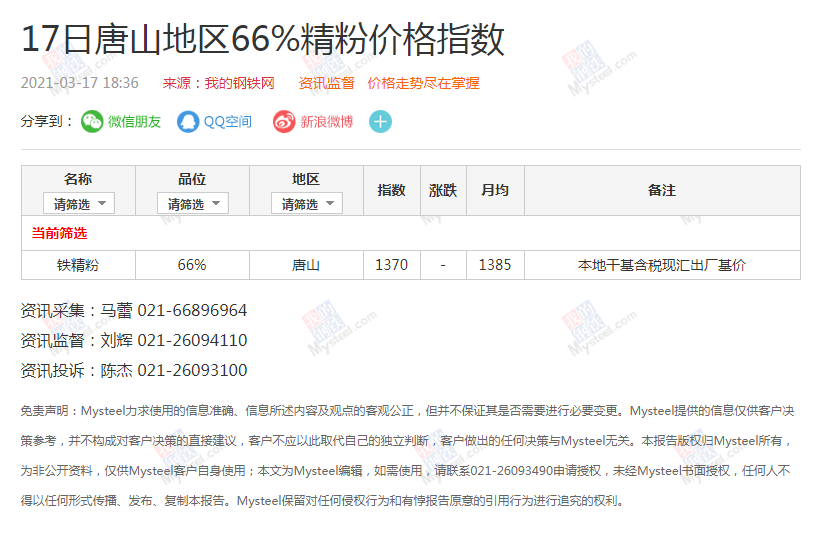 17日唐山地区66%精粉价格指数
2021-03-17 18:36 来源：我的钢铁网 资讯监督 价格走势尽在掌握
分享到： 微信朋友 QQ空间 新浪微博
名称 品位 地区 指数 涨跌 月均 备注
请筛选 请筛选 请筛选
当前筛选
铁精粉 66% 唐山 1370 - 1385 本地干基含税现汇出厂基价
资讯采集：马蕾 021-66896964
资讯监督：刘辉 021-26094110
资讯投诉：陈杰 021-26093100
免责声明：Mysteel力求使用的信息准确、信息所述内容及观点的客观公正，但并不保证其是否需要进行必要变更。Mysteel提供的信息仅供客户决
策参考，并不构成对客户决策的直接建议，客户不应以此取代自己的独立判断，客户做出的任何决策与Mysteel无关。本报告版权归Mysteel所有，
为非公开资料，仅供Mysteel客户自身使用；本文为Mysteel编辑，如需使用，请联系021-26093490申请授权，未经Mysteel书面授权，任何人不
得以任何形式传播、发布、复制本报告。Mysteel保留对任何侵权行为和有悖报告原意的引用行为进行追究的权利。